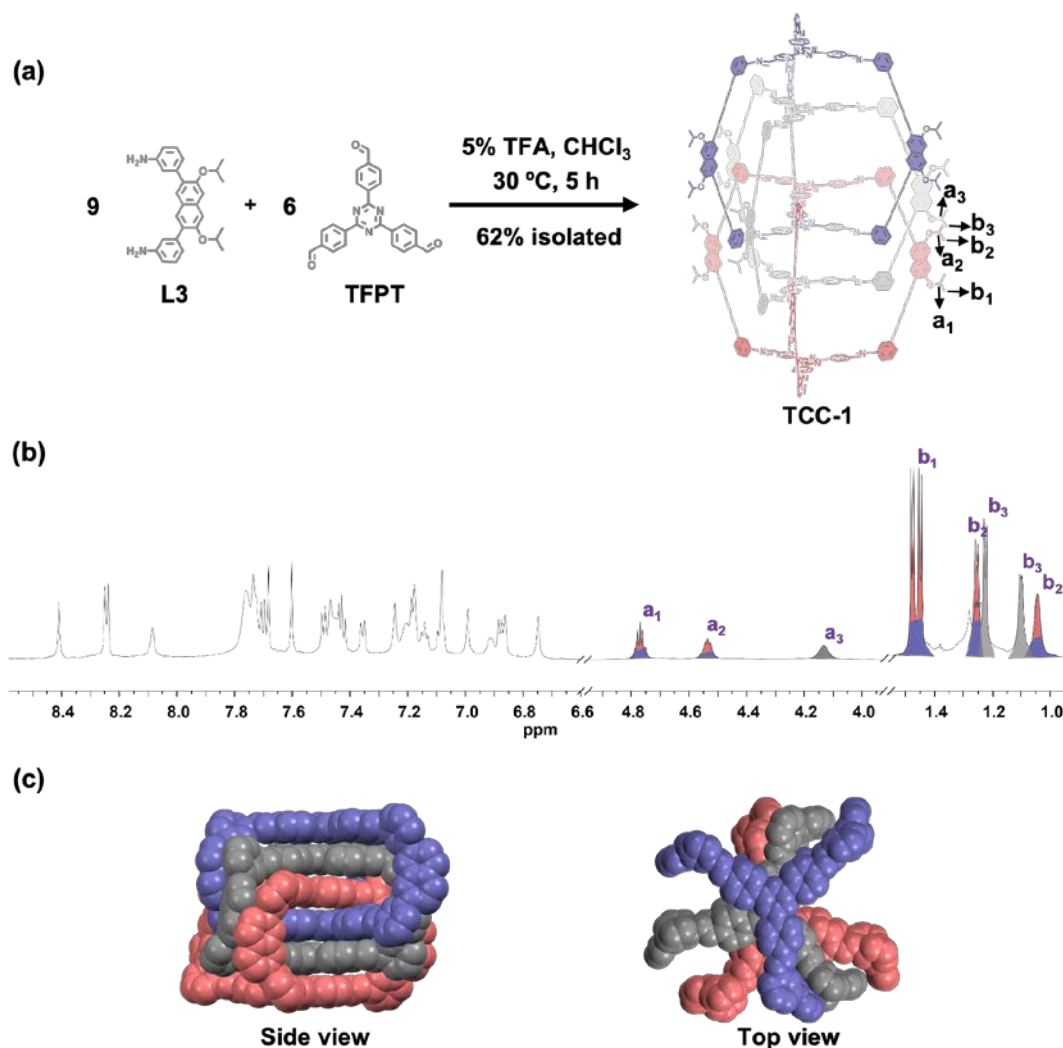 (a)
5% TFA, CHCl₃
30 ºC, 5 h
62% isolated
9
H₂N
O
O
H₂N
L3
+
6
O
N N
N
O
O
TFPT
a₃
b₃
b₂
a₂
b₁
a₁
TCC-1
(b)
b₁
b₂
b₃
b₃
b₂
a₁
a₂
a₃
8.4 8.2 8.0 7.8 7.6 7.4 7.2 7.0 6.8 6.6 4.8 4.6 4.4 4.2 4.0 1.4 1.2 1.0
ppm
(c)
Side view
Top view